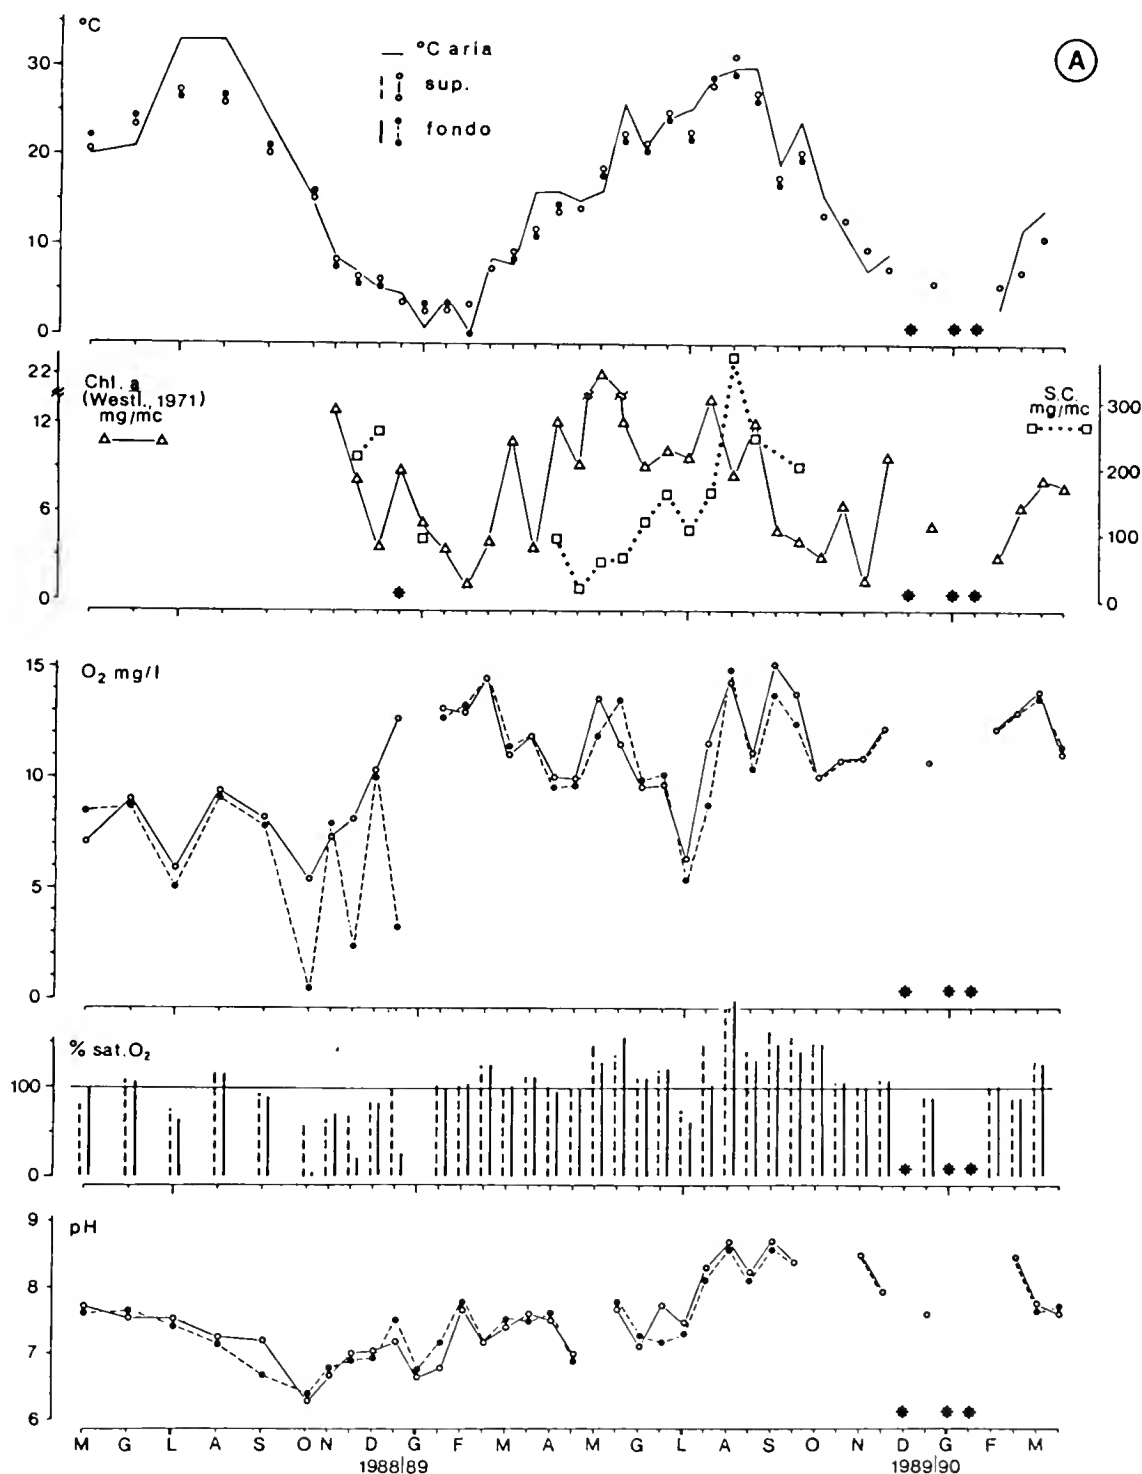 °C
A
30
20
10
0
°C aria
sup.
fondo
22
12
6
0
Chl. a
(Westl., 1971)
mg/mc
S.C.
mg/mc
300
200
100
0
O2 mg/l
15
10
5
0
% sat.O2
100
0
pH
9
8
7
6
M G L A S O N D G F M A M G L A S O N D G F M
1988|89 1989|90